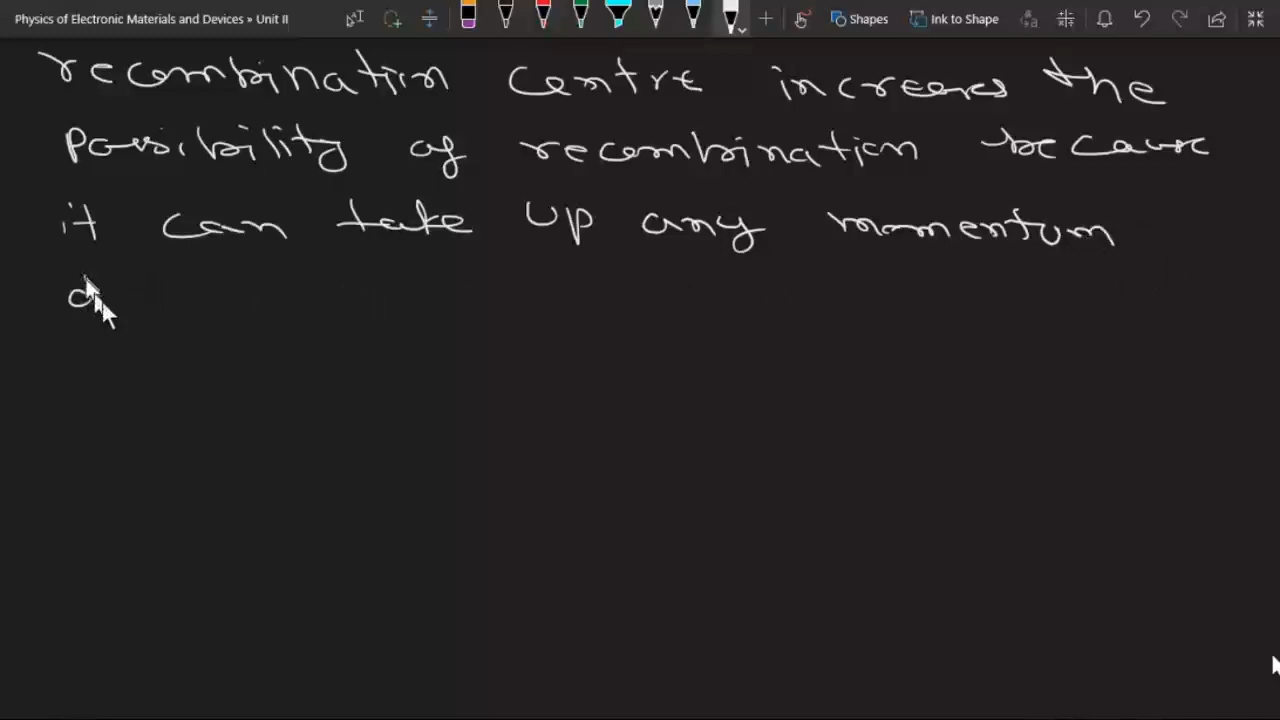 Physics of Electronic Materials and Devices » Unit II
Shapes
Ink to Shape
recombination centre increases the
possibility of recombination because
it can take up any momentum